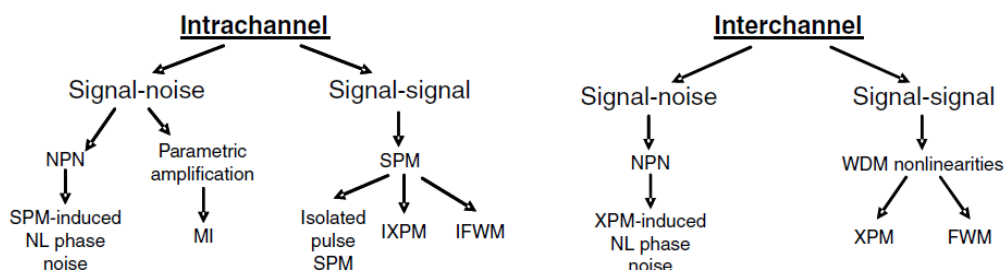 Intrachannel
Signal-noise
Signal-signal
NPN
Parametric
amplification
SPM
SPM-induced
NL phase
noise
MI
Isolated
pulse
SPM
IXPM
IFWM
Interchannel
Signal-noise
Signal-signal
NPN
WDM nonlinearities
XPM-induced
NL phase
noise
XPM
FWM